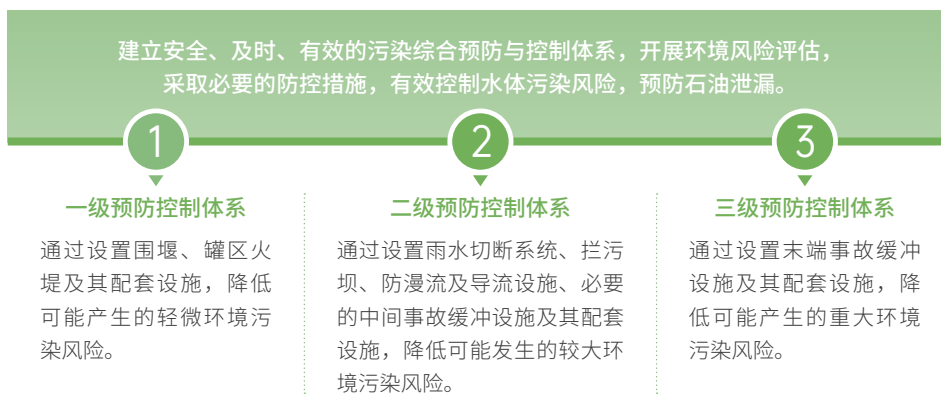 建立安全、及时、有效的污染综合预防与控制体系，开展环境风险评估，
采取必要的防控措施，有效控制水体污染风险，预防石油泄漏。
1
2
3
一级预防控制体系
通过设置围堰、罐区火
堤及其配套设施，降低
可能产生的轻微环境污
染风险。
二级预防控制体系
通过设置雨水切断系统、拦污
坝、防漫流及导流设施、必要
的中间事故缓冲设施及其配套
设施，降低可能发生的较大环
境污染风险。
三级预防控制体系
通过设置末端事故缓冲
设施及其配套设施，降
低可能产生的重大环境
污染风险。